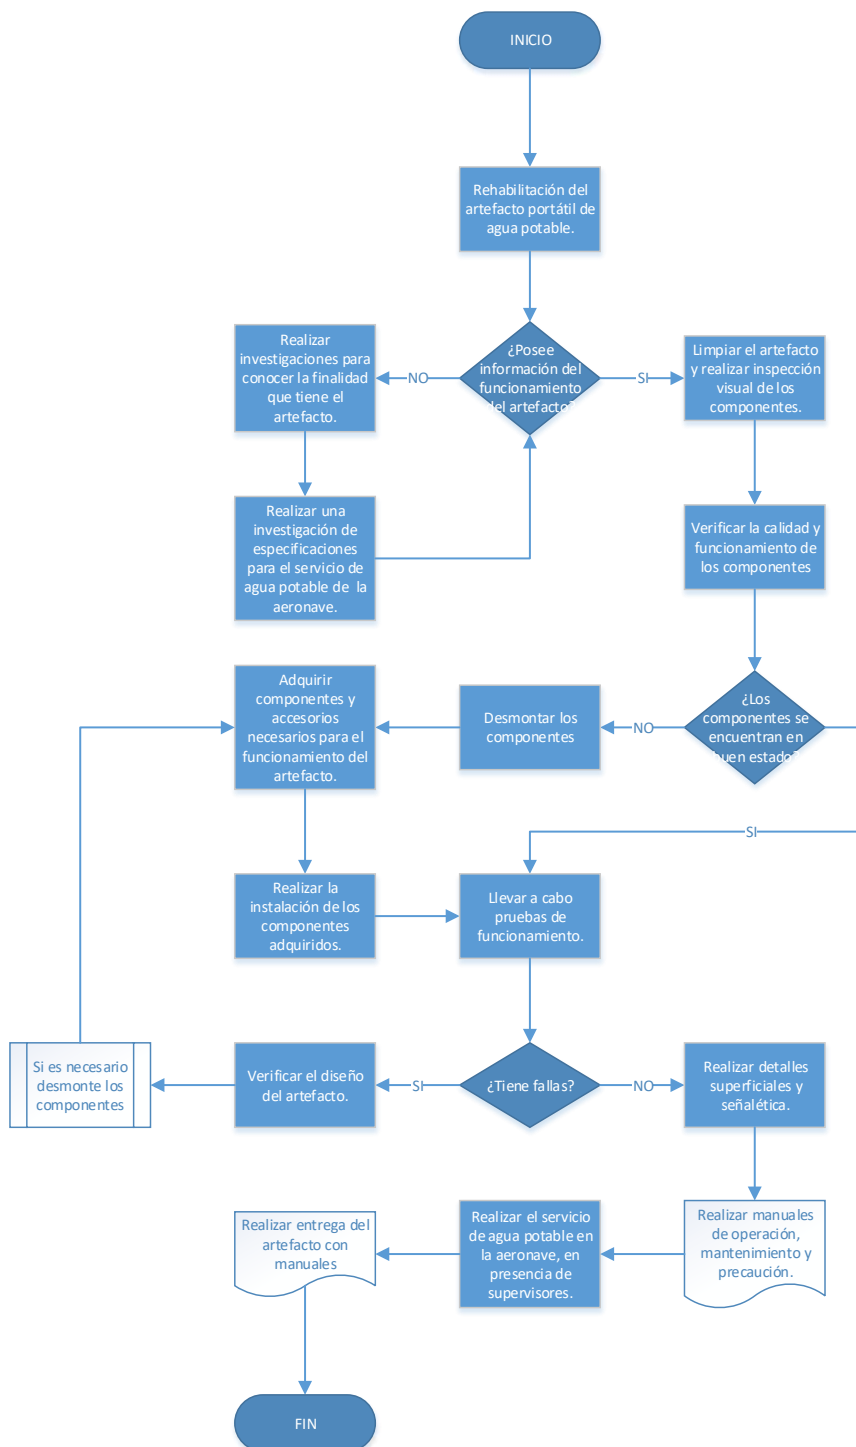 INICIO
Rehabilitación del
artefacto portátil de
agua potable.
¿Posee
información del
funcionamiento
del artefacto?
NO
SI
Realizar
investigaciones para
conocer la finalidad
que tiene el
artefacto.
Limpiar el artefacto
y realizar inspección
visual de los
componentes.
Realizar una
investigación de
especificaciones
para el servicio de
agua potable de la
aeronave.
Verificar la calidad y
funcionamiento de
los componentes
Adquirir
componentes y
accesorios
necesarios para el
funcionamiento del
artefacto.
Desmontar los
componentes
NO
¿Los
componentes se
encuentran en
buen estado?
SI
Realizar la
instalación de los
componentes
adquiridos.
Llevar a cabo
pruebas de
funcionamiento.
Si es necesario
desmonte los
componentes
Verificar el diseño
del artefacto.
SI
¿Tiene fallas?
NO
Realizar detalles
superficiales y
señalética.
Realizar entrega del
artefacto con
manuales
Realizar el servicio
de agua potable en
la aeronave, en
presencia de
supervisores.
Realizar manuales
de operación,
mantenimiento y
precaución.
FIN